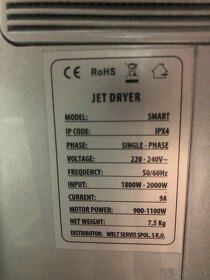 CE RoHS
JET DRYER
MODEL: SMART
IP CODE: IPX4
PHASE: SINGLE - PHASE
VOLTAGE: 220 - 240V~
FREQUENCY: 50/60Hz
INPUT: 1800W - 2000W
CURRENT: 9A
MOTOR POWER: 900-1100W
NET WEIGHT: 7,5 Kg
DISTRIBUTOR: WELT SERVIS SPOL. S R.O.